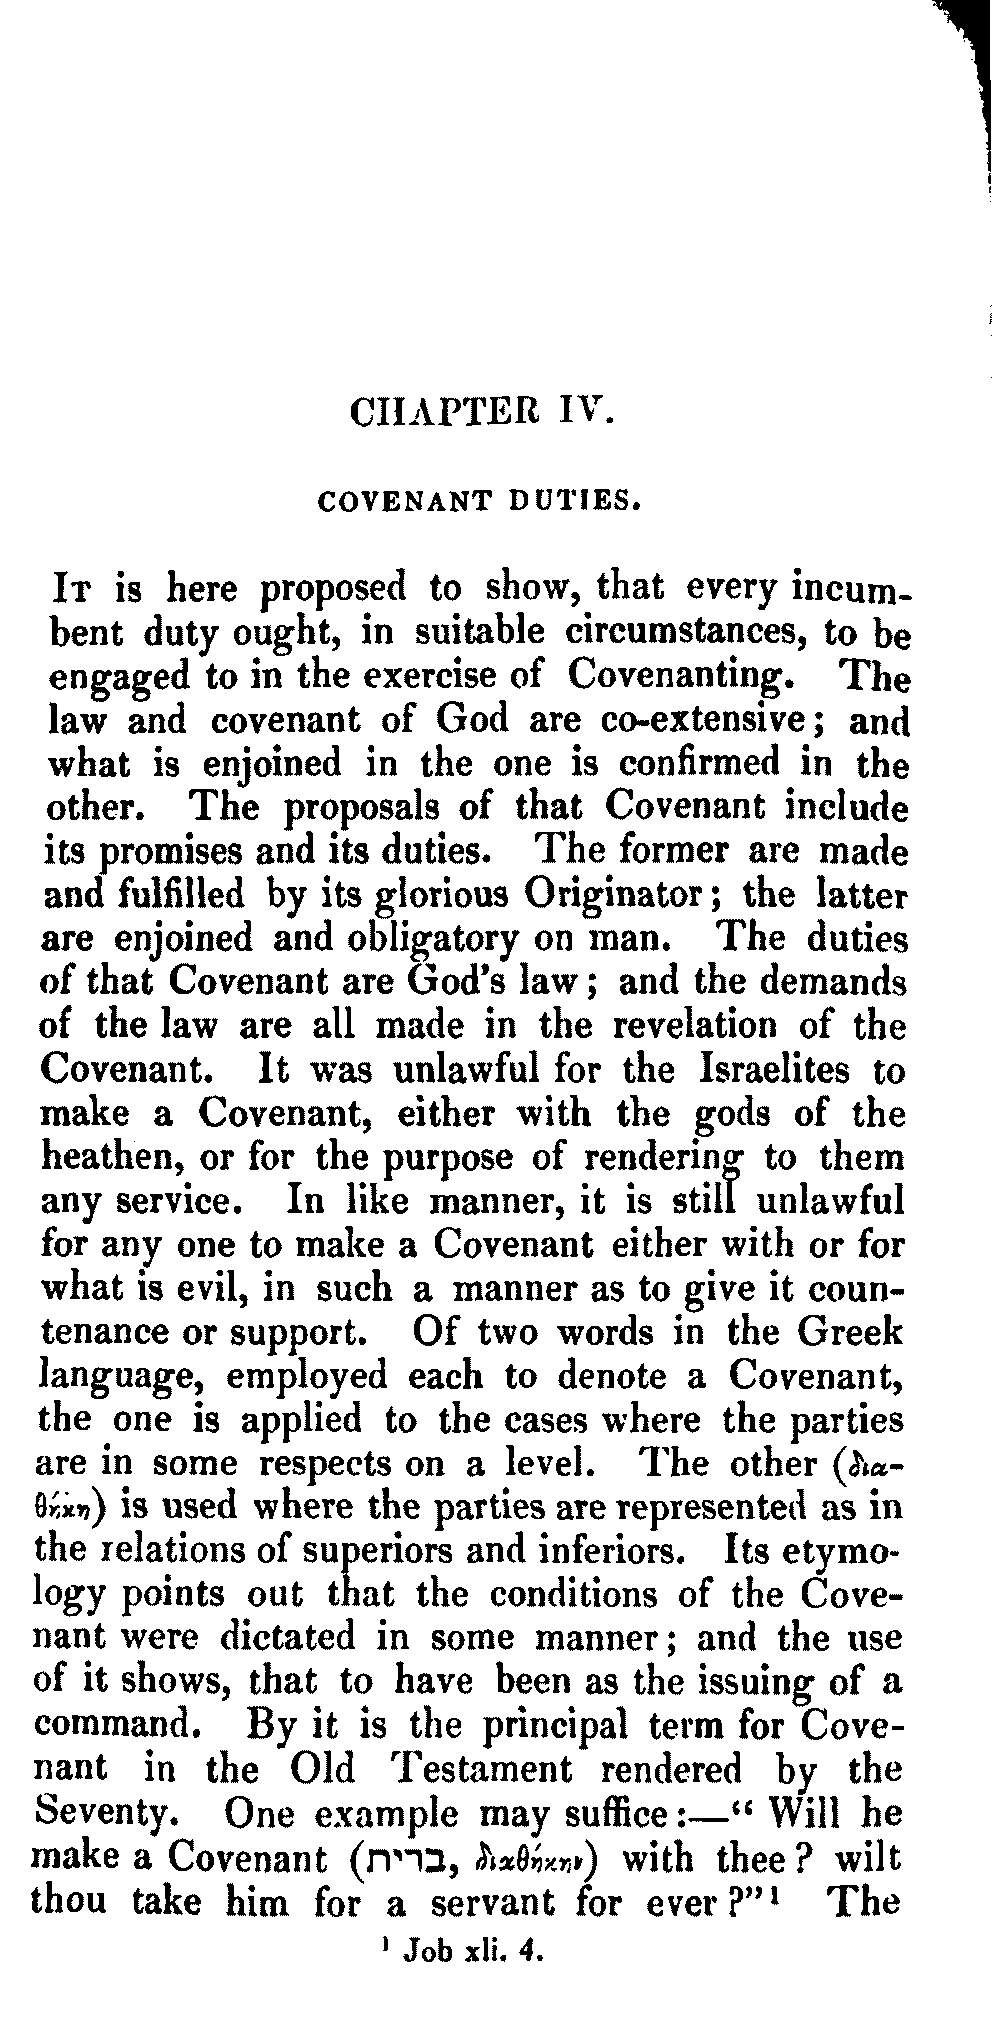 CHAPTER IV.
COVENANT DUTIES.
It is here proposed to show, that every incum-
bent duty ought, in suitable circumstances, to be
engaged to in the exercise of Covenanting. The
law and covenant of God are co-extensive; and
what is enjoined in the one is confirmed in the
other. The proposals of that Covenant include
its promises and its duties. The former are made
and fulfilled by its glorious Originator; the latter
are enjoined and obligatory on man. The duties
of that Covenant are God's law; and the demands
of the law are all made in the revelation of the
Covenant. It was unlawful for the Israelites to
make a Covenant, either with the gods of the
heathen, or for the purpose of rendering to them
any service. In like manner, it is still unlawful
for any one to make a Covenant either with or for
what is evil, in such a manner as to give it coun-
tenance or support. Of two words in the Greek
language, employed each to denote a Covenant,
the one is applied to the cases where the parties
are in some respects on a level. The other (δια-
θήκη) is used where the parties are represented as in
the relations of superiors and inferiors. Its etymo-
logy points out that the conditions of the Cove-
nant were dictated in some manner; and the use
of it shows, that to have been as the issuing of a
command. By it is the principal term for Cove-
nant in the Old Testament rendered by the
Seventy. One example may suffice:—“ Will he
make a Covenant (ברית, διαθήκην) with thee? wilt
thou take him for a servant for ever?”¹ The
¹ Job xli. 4.